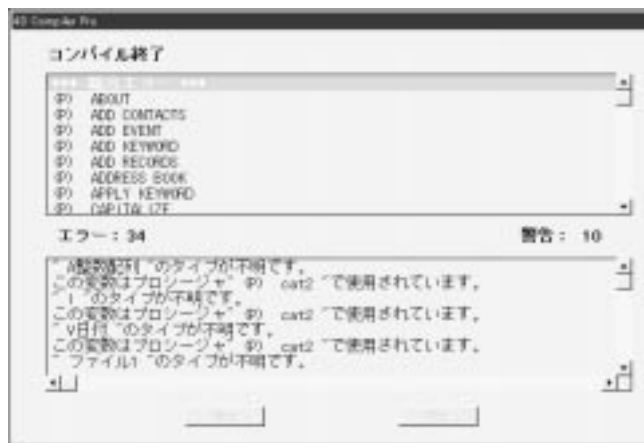 4D Compiler Pro
コンパイル終了
(P) ABOUT
(P) ADD CONTACTS
(P) ADD EVENT
(P) ADD KEYWORD
(P) ADD RECORDS
(P) ADDRESS BOOK
(P) APPLY KEYWORD
(P) CAPITALIZE
エラー：34
警告： 10
" A整数配列 "のタイプが不明です。
この変数はプロシージャ" (P) cat2 "で使用されています。
" I "のタイプが不明です。
この変数はプロシージャ" (P) cat2 "で使用されています。
" V日付 "のタイプが不明です。
この変数はプロシージャ" (P) cat2 "で使用されています。
" ファイル1 "のタイプが不明です。